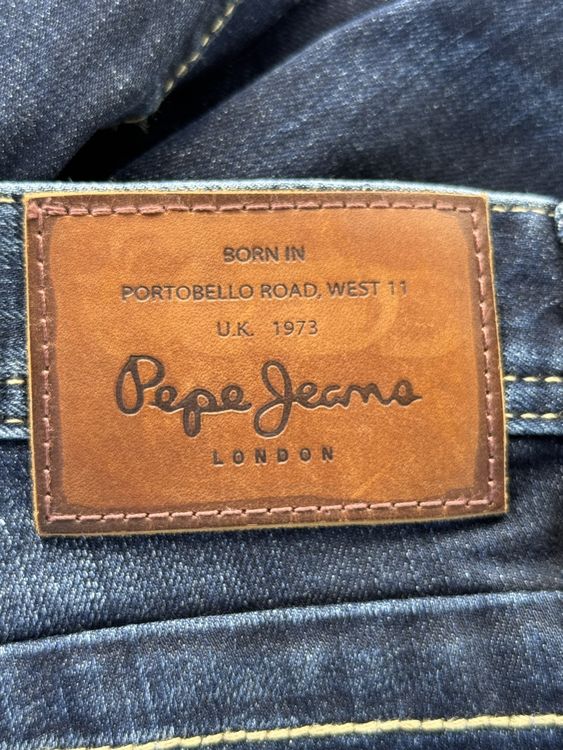 BORN IN
PORTOBELLO ROAD, WEST 11
U.K. 1973
Pepe Jeans
LONDON